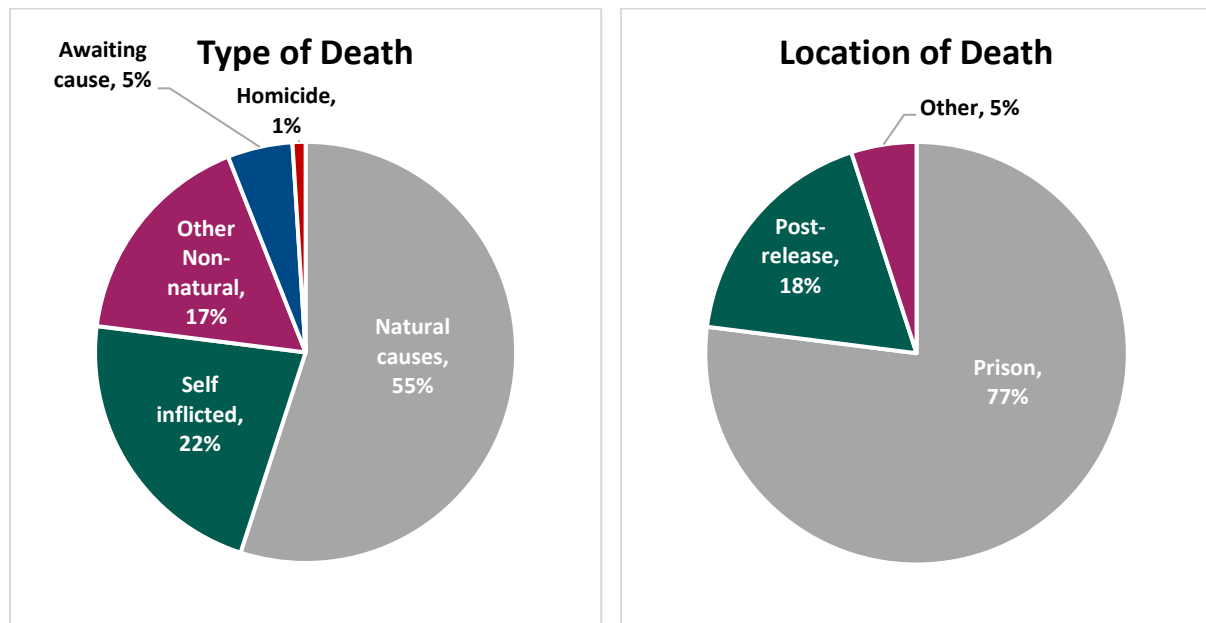 Type of Death
Awaiting
cause, 5%
Homicide,
1%
Other
Non-
natural,
17%
Natural
causes,
55%
Self
inflicted,
22%
Location of Death
Other, 5%
Post-
release,
18%
Prison,
77%